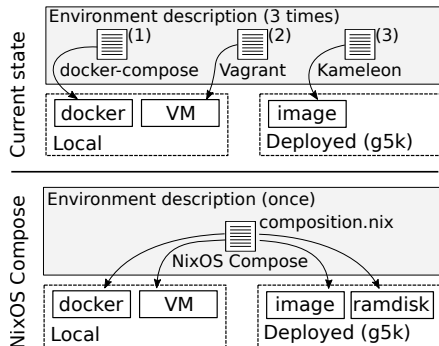 Current state
Environment description (3 times)
(1) (2) (3)
docker-compose Vagrant Kameleon
docker VM image
Local Deployed (g5k)
NixOS Compose
Environment description (once)
composition.nix
NixOS Compose
docker VM image ramdisk
Local Deployed (g5k)